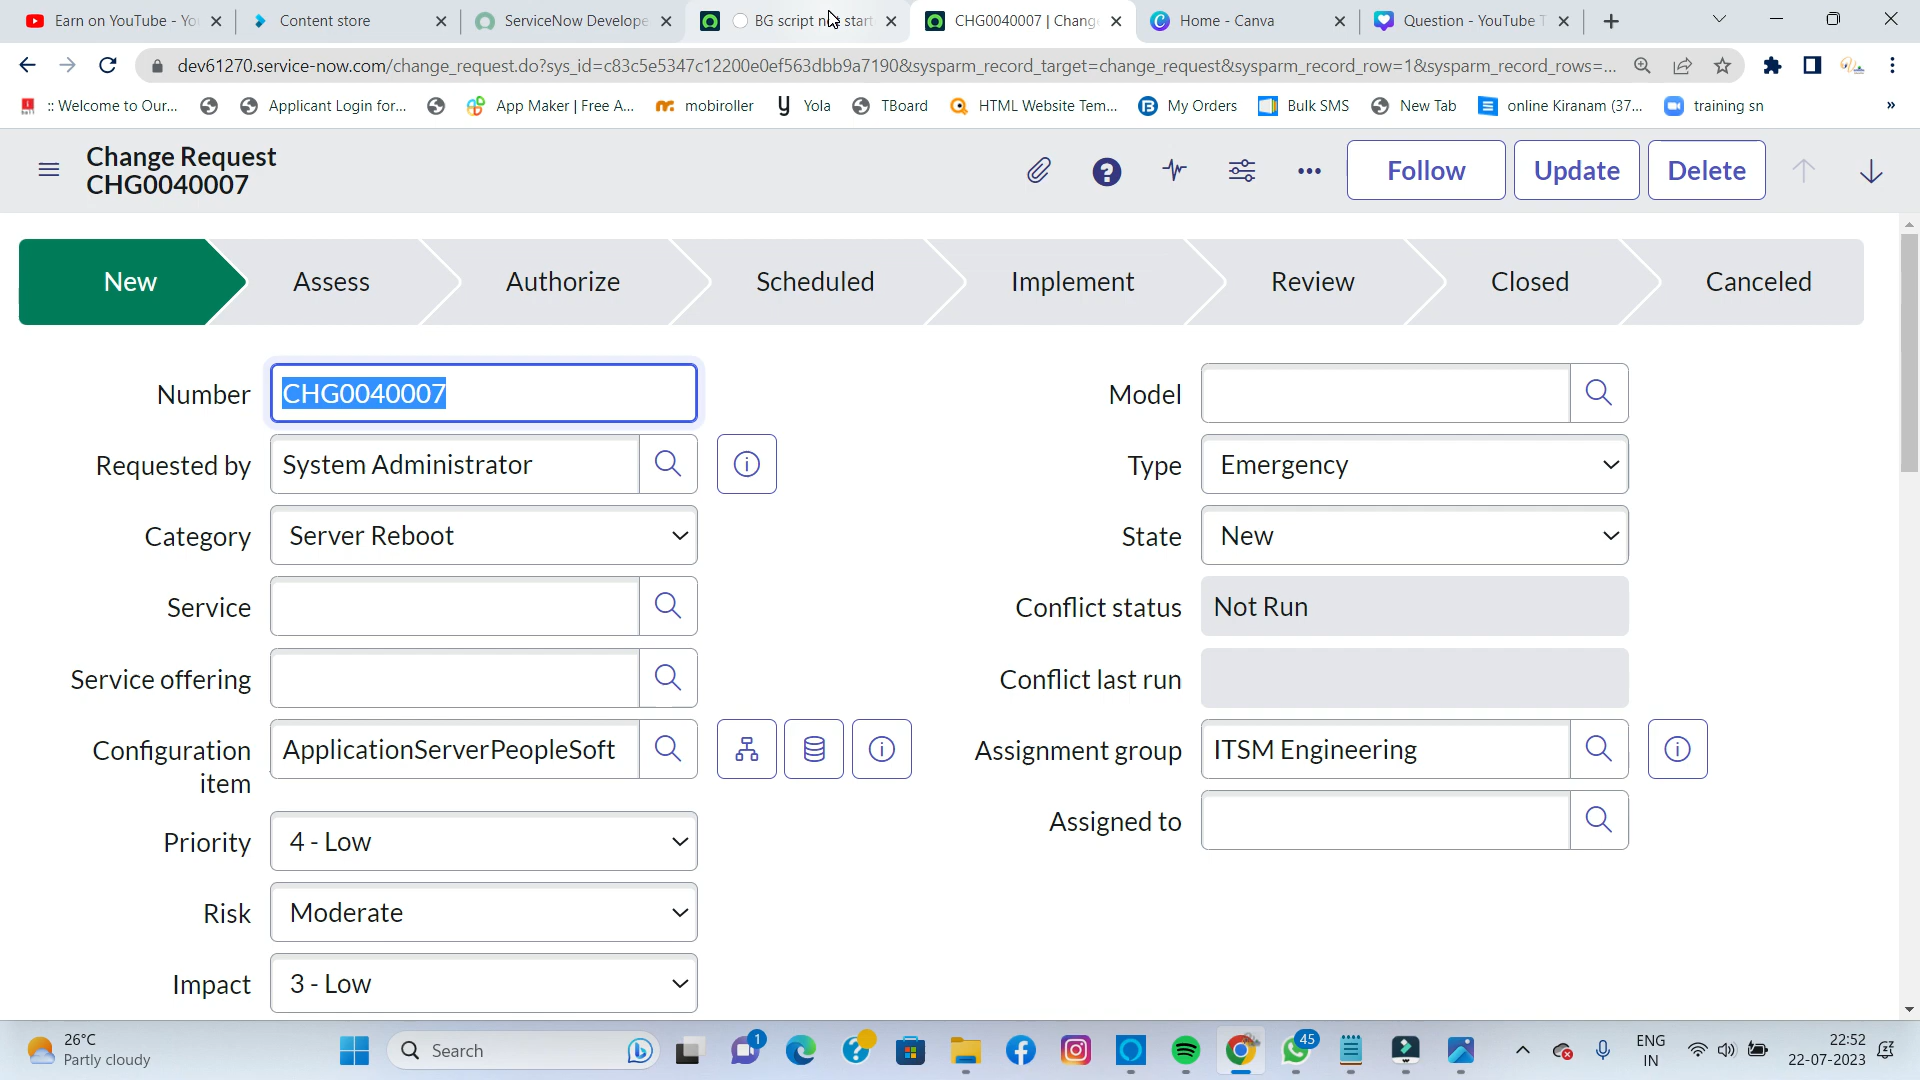 Earn on YouTube - Yo
Content store
ServiceNow Develope
BG script n
start
CHG0040007 | Chang
Home - Canva
Question - YouTube T
dev61270.service-now.com/change_request.do?sys_id=c83c5e5347c12200e0ef563dbb9a7190&sysparm_record_target=change_request&sysparm_record_row=1&sysparm_record_rows=...
:: Welcome to Our...
Applicant Login for...
App Maker | Free A...
mobiroller
Yola
TBoard
HTML Website Tem...
My Orders
Bulk SMS
New Tab
online Kiranam (37...
training sn
»
Change Request
CHG0040007
Follow
Update
Delete
New
Assess
Authorize
Scheduled
Implement
Review
Closed
Canceled
Number
CHG0040007
Model
Requested by
System Administrator
Type
Emergency
Category
Server Reboot
State
New
Service
Conflict status
Not Run
Service offering
Conflict last run
Configuration item
ApplicationServerPeopleSoft
Assignment group
ITSM Engineering
Assigned to
Priority
4 - Low
Risk
Moderate
Impact
3 - Low
26°C
Partly cloudy
Search
1
45
ENG
IN
22:52
22-07-2023